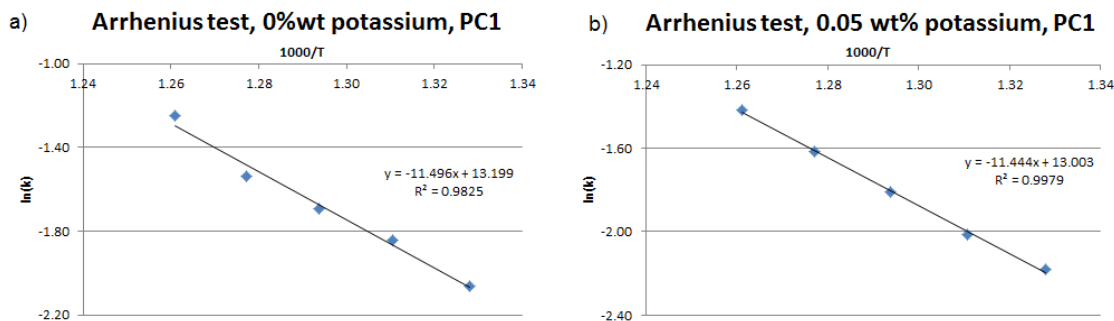 a) Arrhenius test, 0%wt potassium, PC1
1000/T
1.24 1.26 1.28 1.30 1.32 1.34
-1.00
-1.40
-1.80
-2.20
ln(k)
y = -11.496x + 13.199
R² = 0.9825
b) Arrhenius test, 0.05 wt% potassium, PC1
1000/T
1.24 1.26 1.28 1.30 1.32 1.34
-1.20
-1.60
-2.00
-2.40
ln(k)
y = -11.444x + 13.003
R² = 0.9979